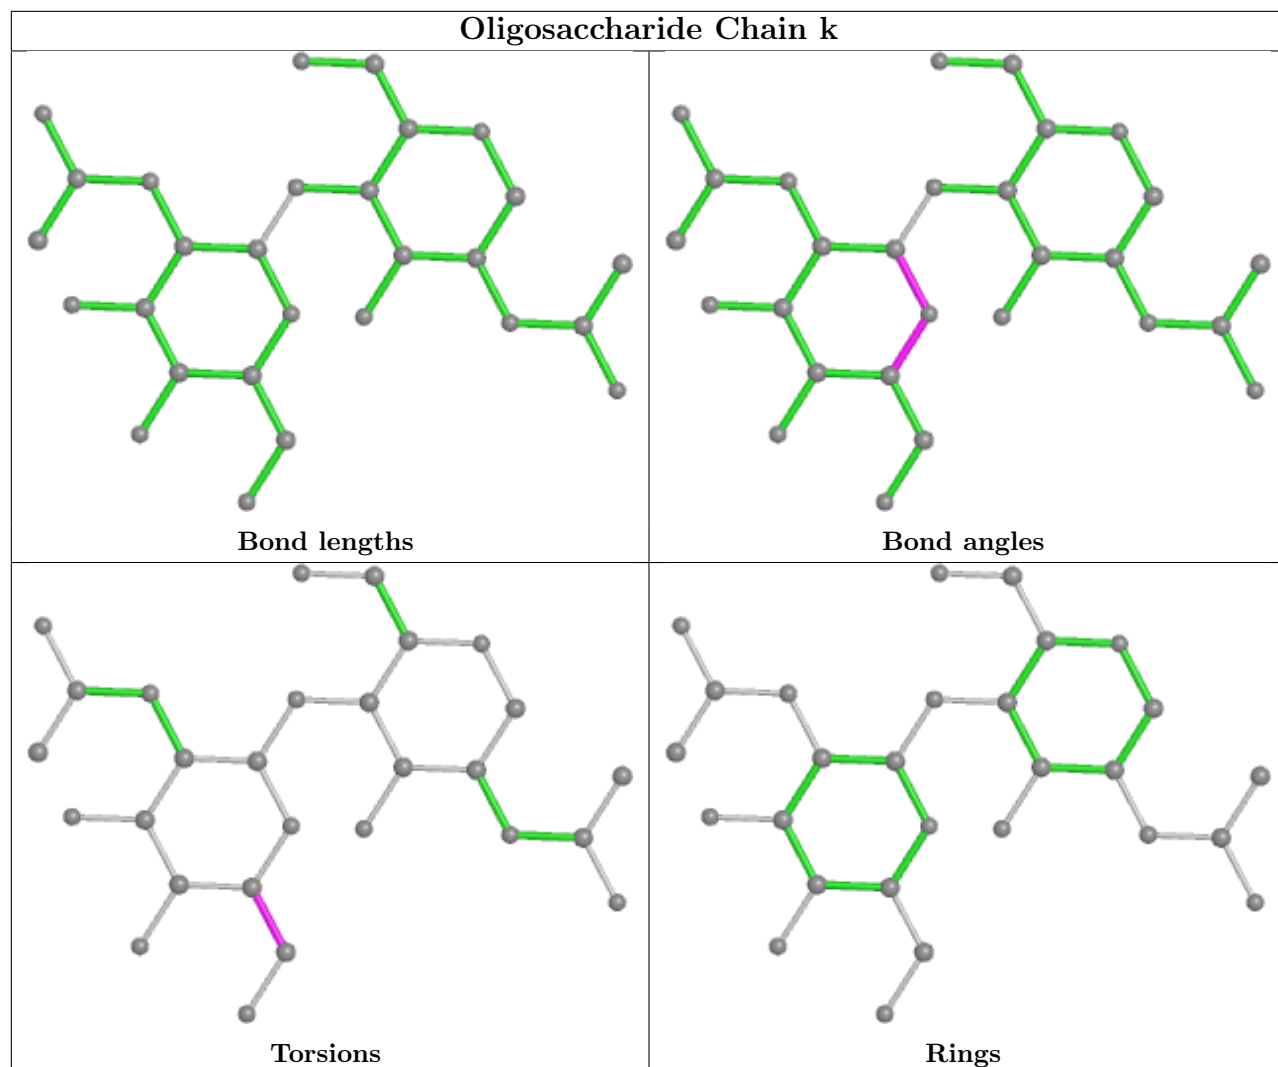 Oligosaccharide Chain k
Bond lengths
Bond angles
Torsions
Rings